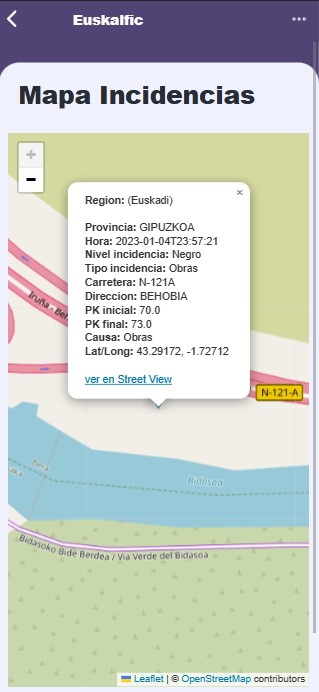 Euskalfic
Mapa Incidencias
+
−
×
Region: (Euskadi)
Provincia: GIPUZKOA
Hora: 2023-01-04T23:57:21
Nivel incidencia: Negro
Tipo incidencia: Obras
Carretera: N-121A
Direccion: BEHOBIA
PK inicial: 70.0
PK final: 73.0
Causa: Obras
Lat/Long: 43.29172, -1.72712
ver en Street View
Iruña- Be
N-121-A
Bera
aka
Bidasoa
Bidasoko Bide Berdea / Vía Verde del Bidasoa
Leaflet | © OpenStreetMap contributors